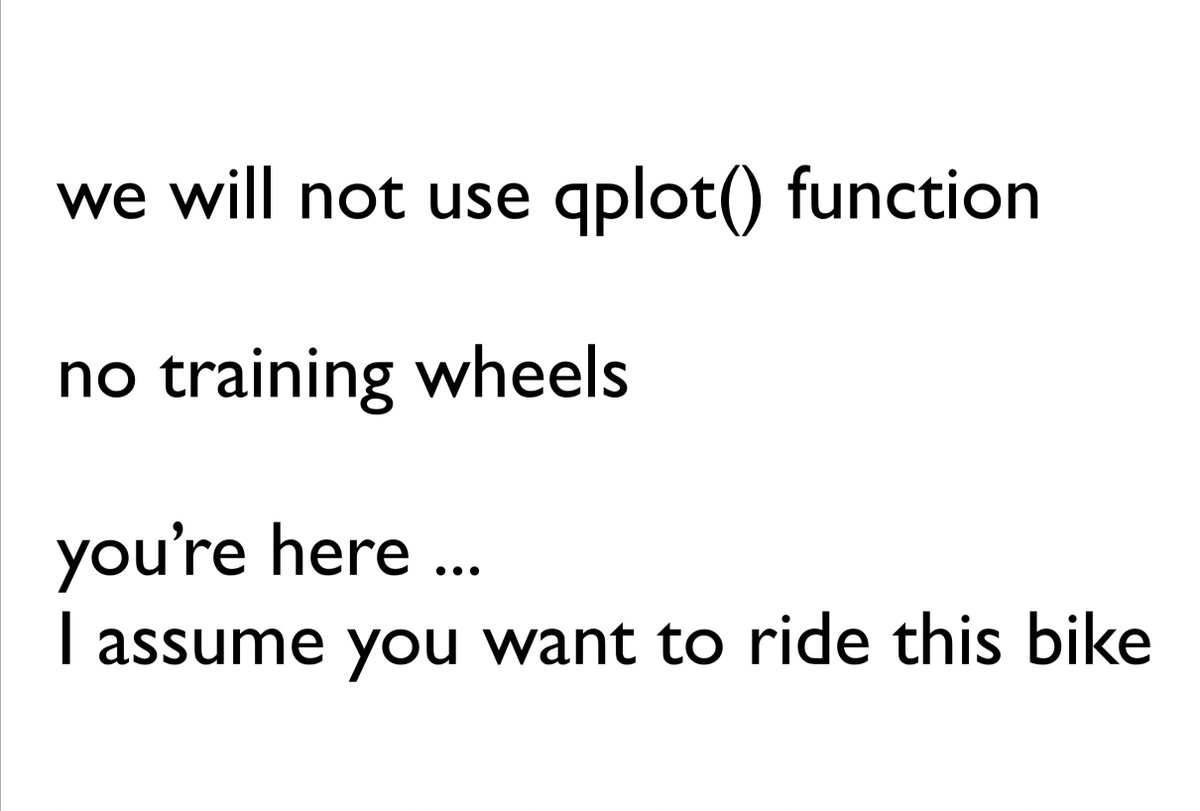 we will not use qplot() function
no training wheels
you’re here ...
I assume you want to ride this bike